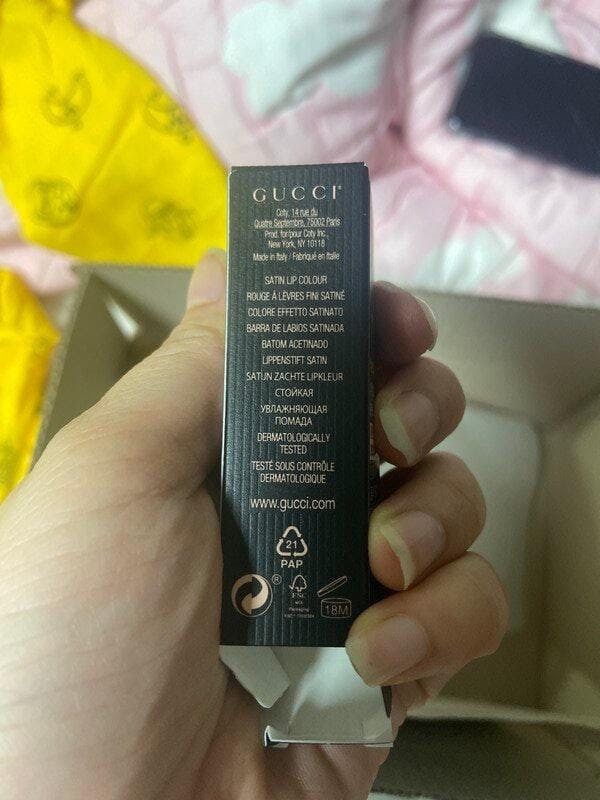 GUCCI®
Coty, 14 rue du
Quatre Septembre, 75002 Paris
Prod. for/pour Coty Inc.
New York, NY 10118
Made in Italy / Fabriqué en Italie
SATIN LIP COLOUR
ROUGE À LÈVRES FINI SATINÉ
COLORE EFFETTO SATINATO
BARRA DE LABIOS SATINADA
BATOM ACETINADO
LIPPENSTIFT SATIN
SATIJN ZACHTE LIPKLEUR
СТОЙКАЯ
УВЛАЖНЯЮЩАЯ
ПОМАДА
DERMATOLOGICALLY
TESTED
TESTÉ SOUS CONTRÔLE
DERMATOLOGIQUE
www.gucci.com
21
PAP
®
FSC
Packaging
18M